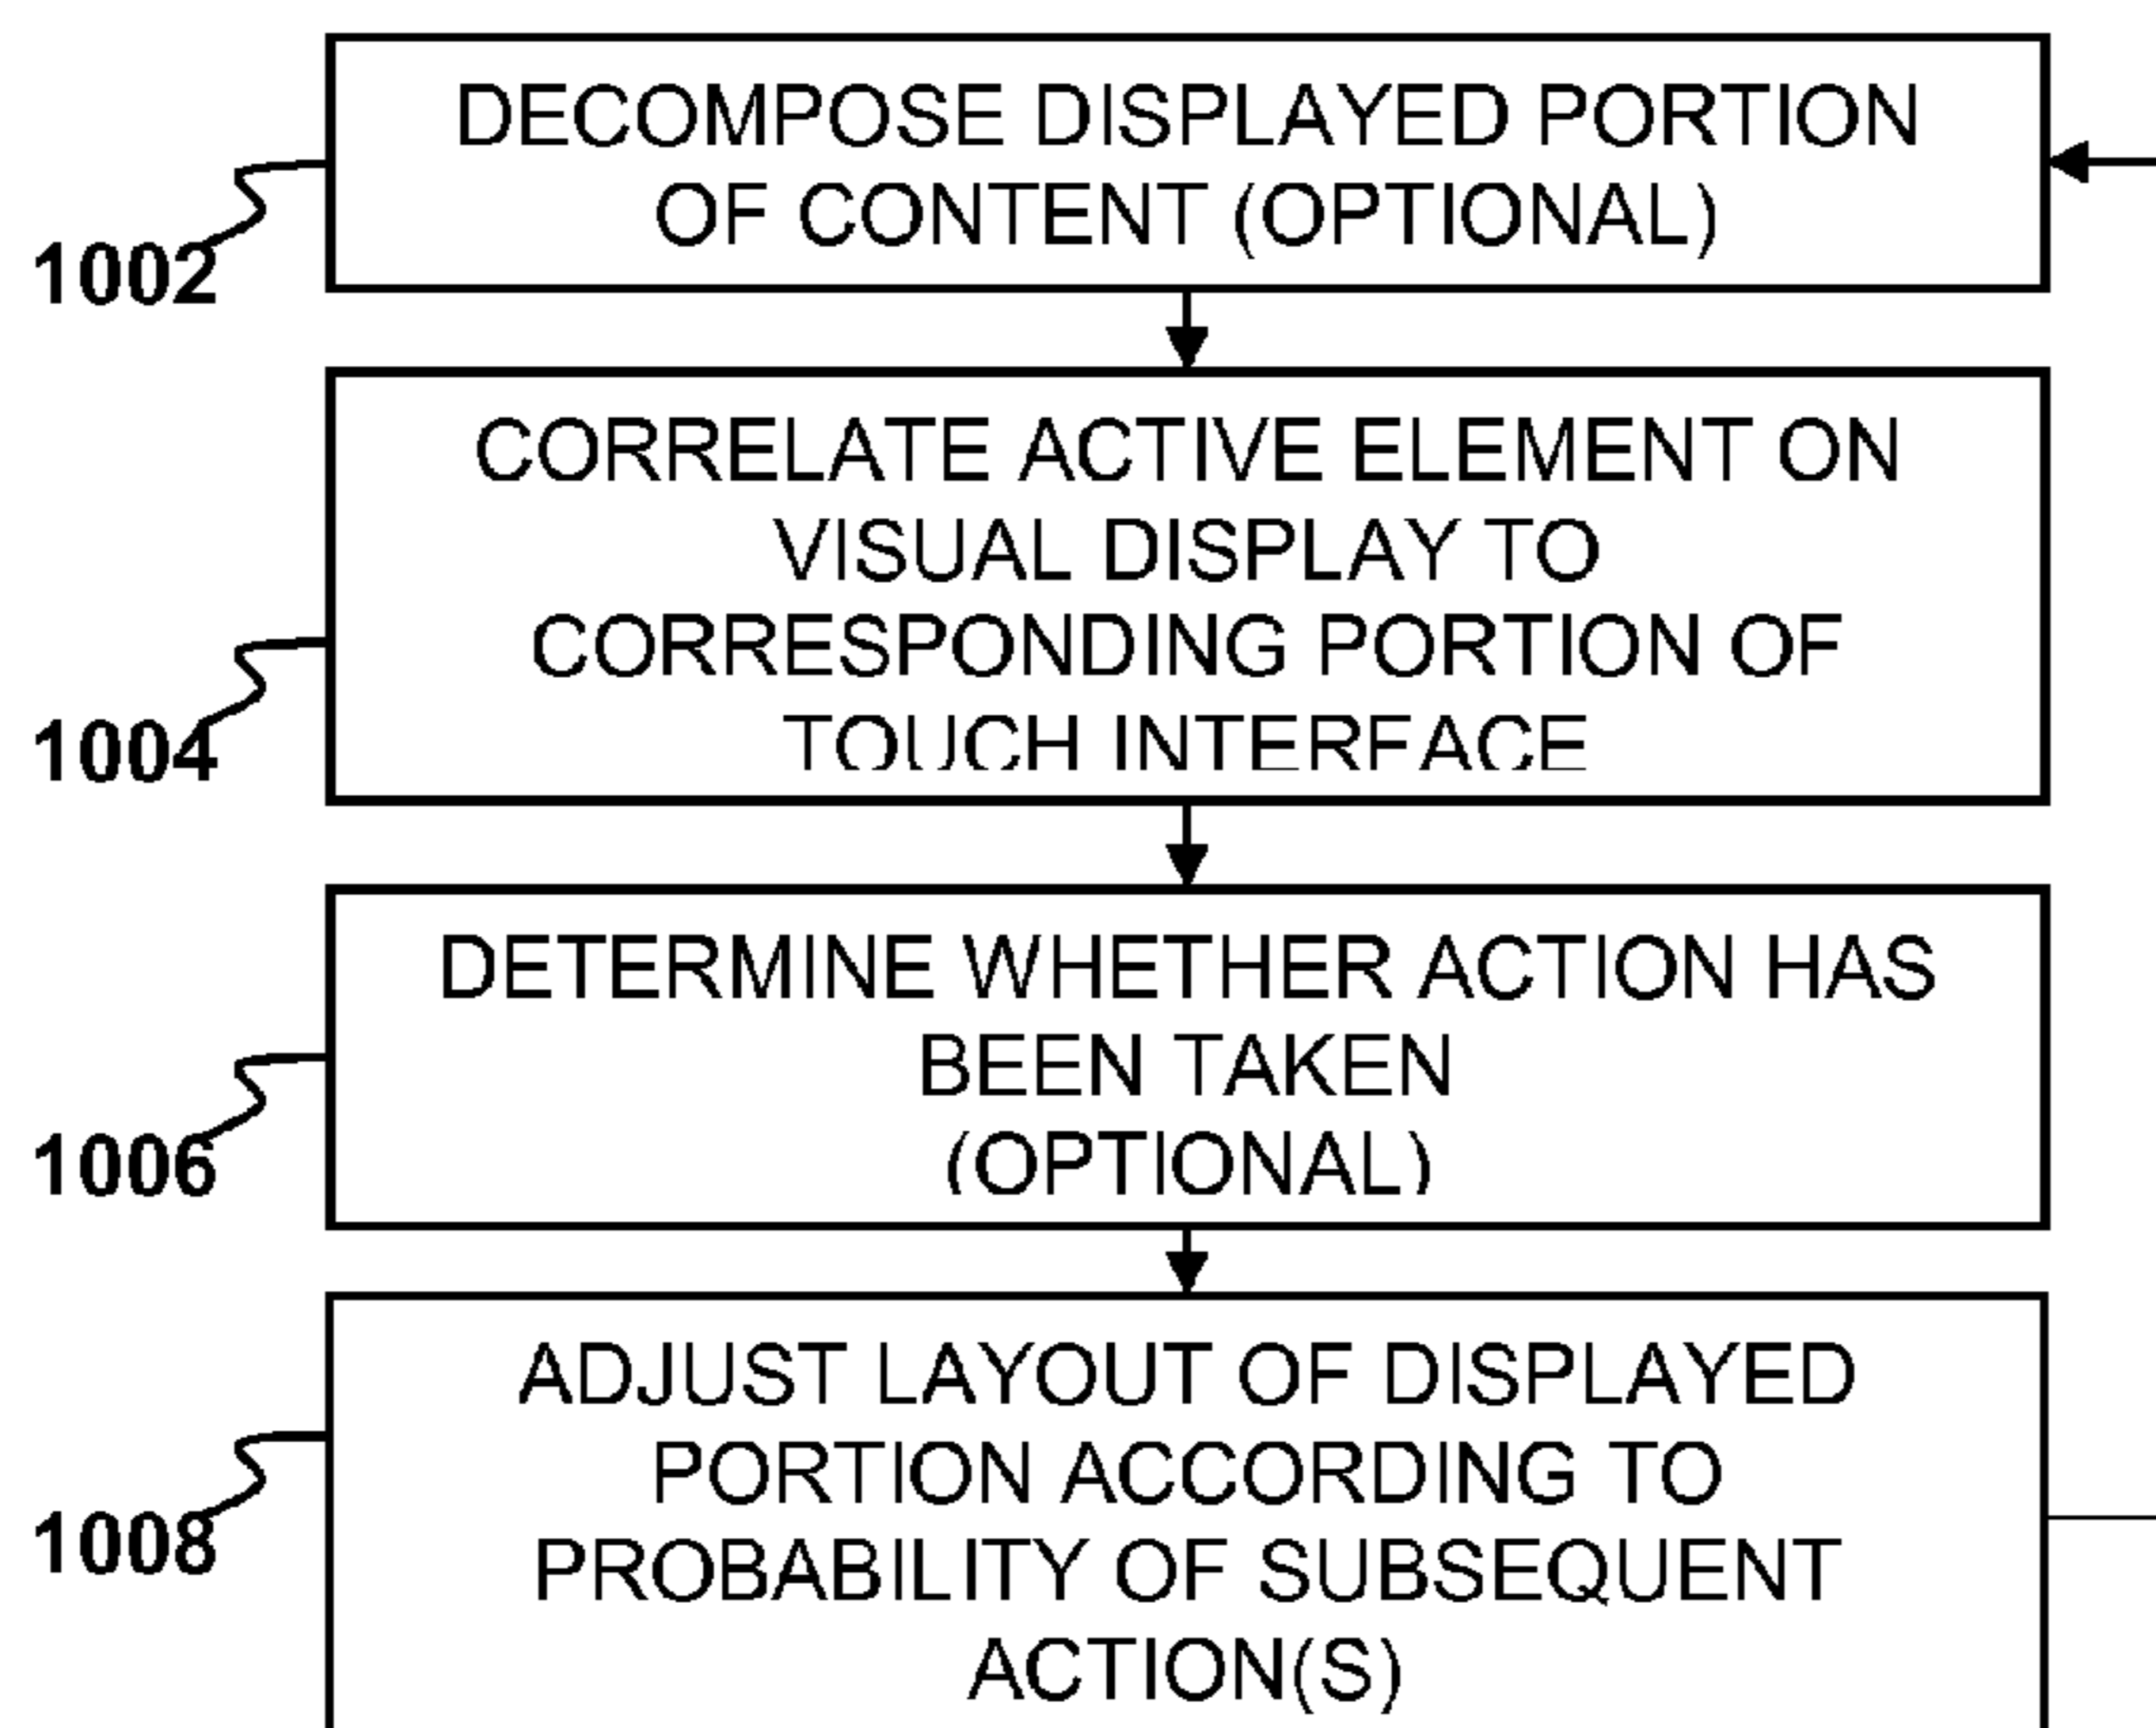 DECOMPOSE DISPLAYED PORTION
OF CONTENT (OPTIONAL)
1002
CORRELATE ACTIVE ELEMENT ON
VISUAL DISPLAY TO
CORRESPONDING PORTION OF
TOUCH INTERFACE
1004
DETERMINE WHETHER ACTION HAS
BEEN TAKEN
(OPTIONAL)
1006
ADJUST LAYOUT OF DISPLAYED
PORTION ACCORDING TO
PROBABILITY OF SUBSEQUENT
ACTION(S)
1008